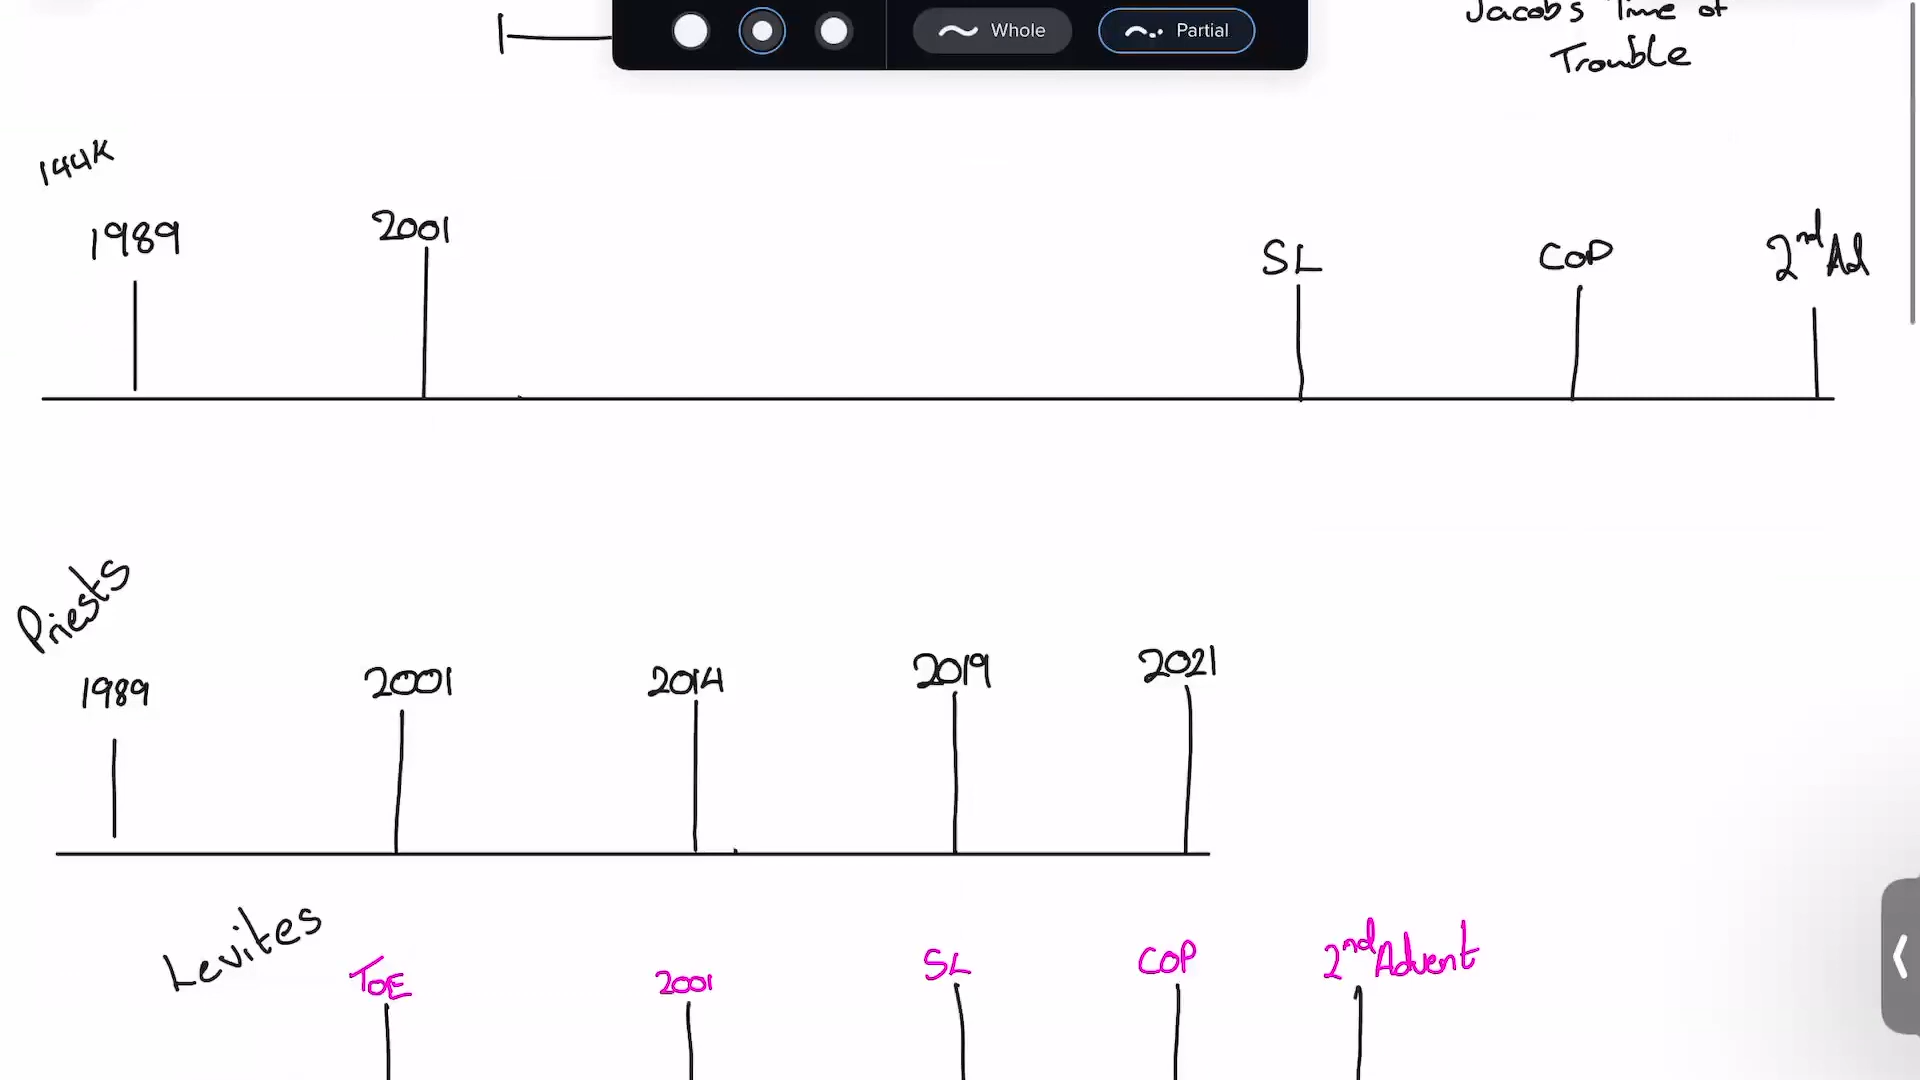 Whole Partial
Jacobs Time of
Trouble
144K
1989 2001 SL COP 2nd Ad
Priests
1989 2001 2014 2019 2021
Levites
TOE 2001 SL COP 2nd Advent